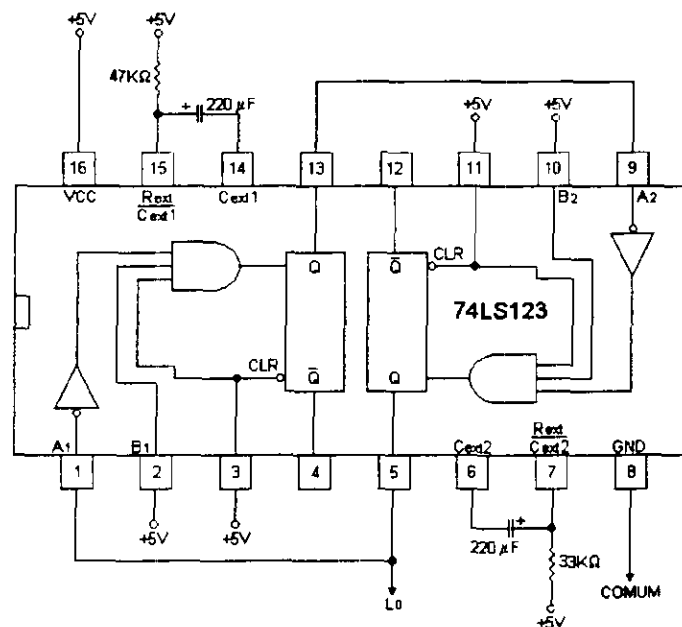 +5V +5V
47KΩ
220 µF
+5V +5V
16 15 14 13 12 11 10 9
VCC Rext Cext1 B2 A2
Cext1
Q Q CLR
74LS123
CLR Q Q
A1 B1 Cext2 Rext GND
Cext2
1 2 3 4 5 6 7 8
+5V +5V
220 µF
33KΩ
L0
COMUM
+5V